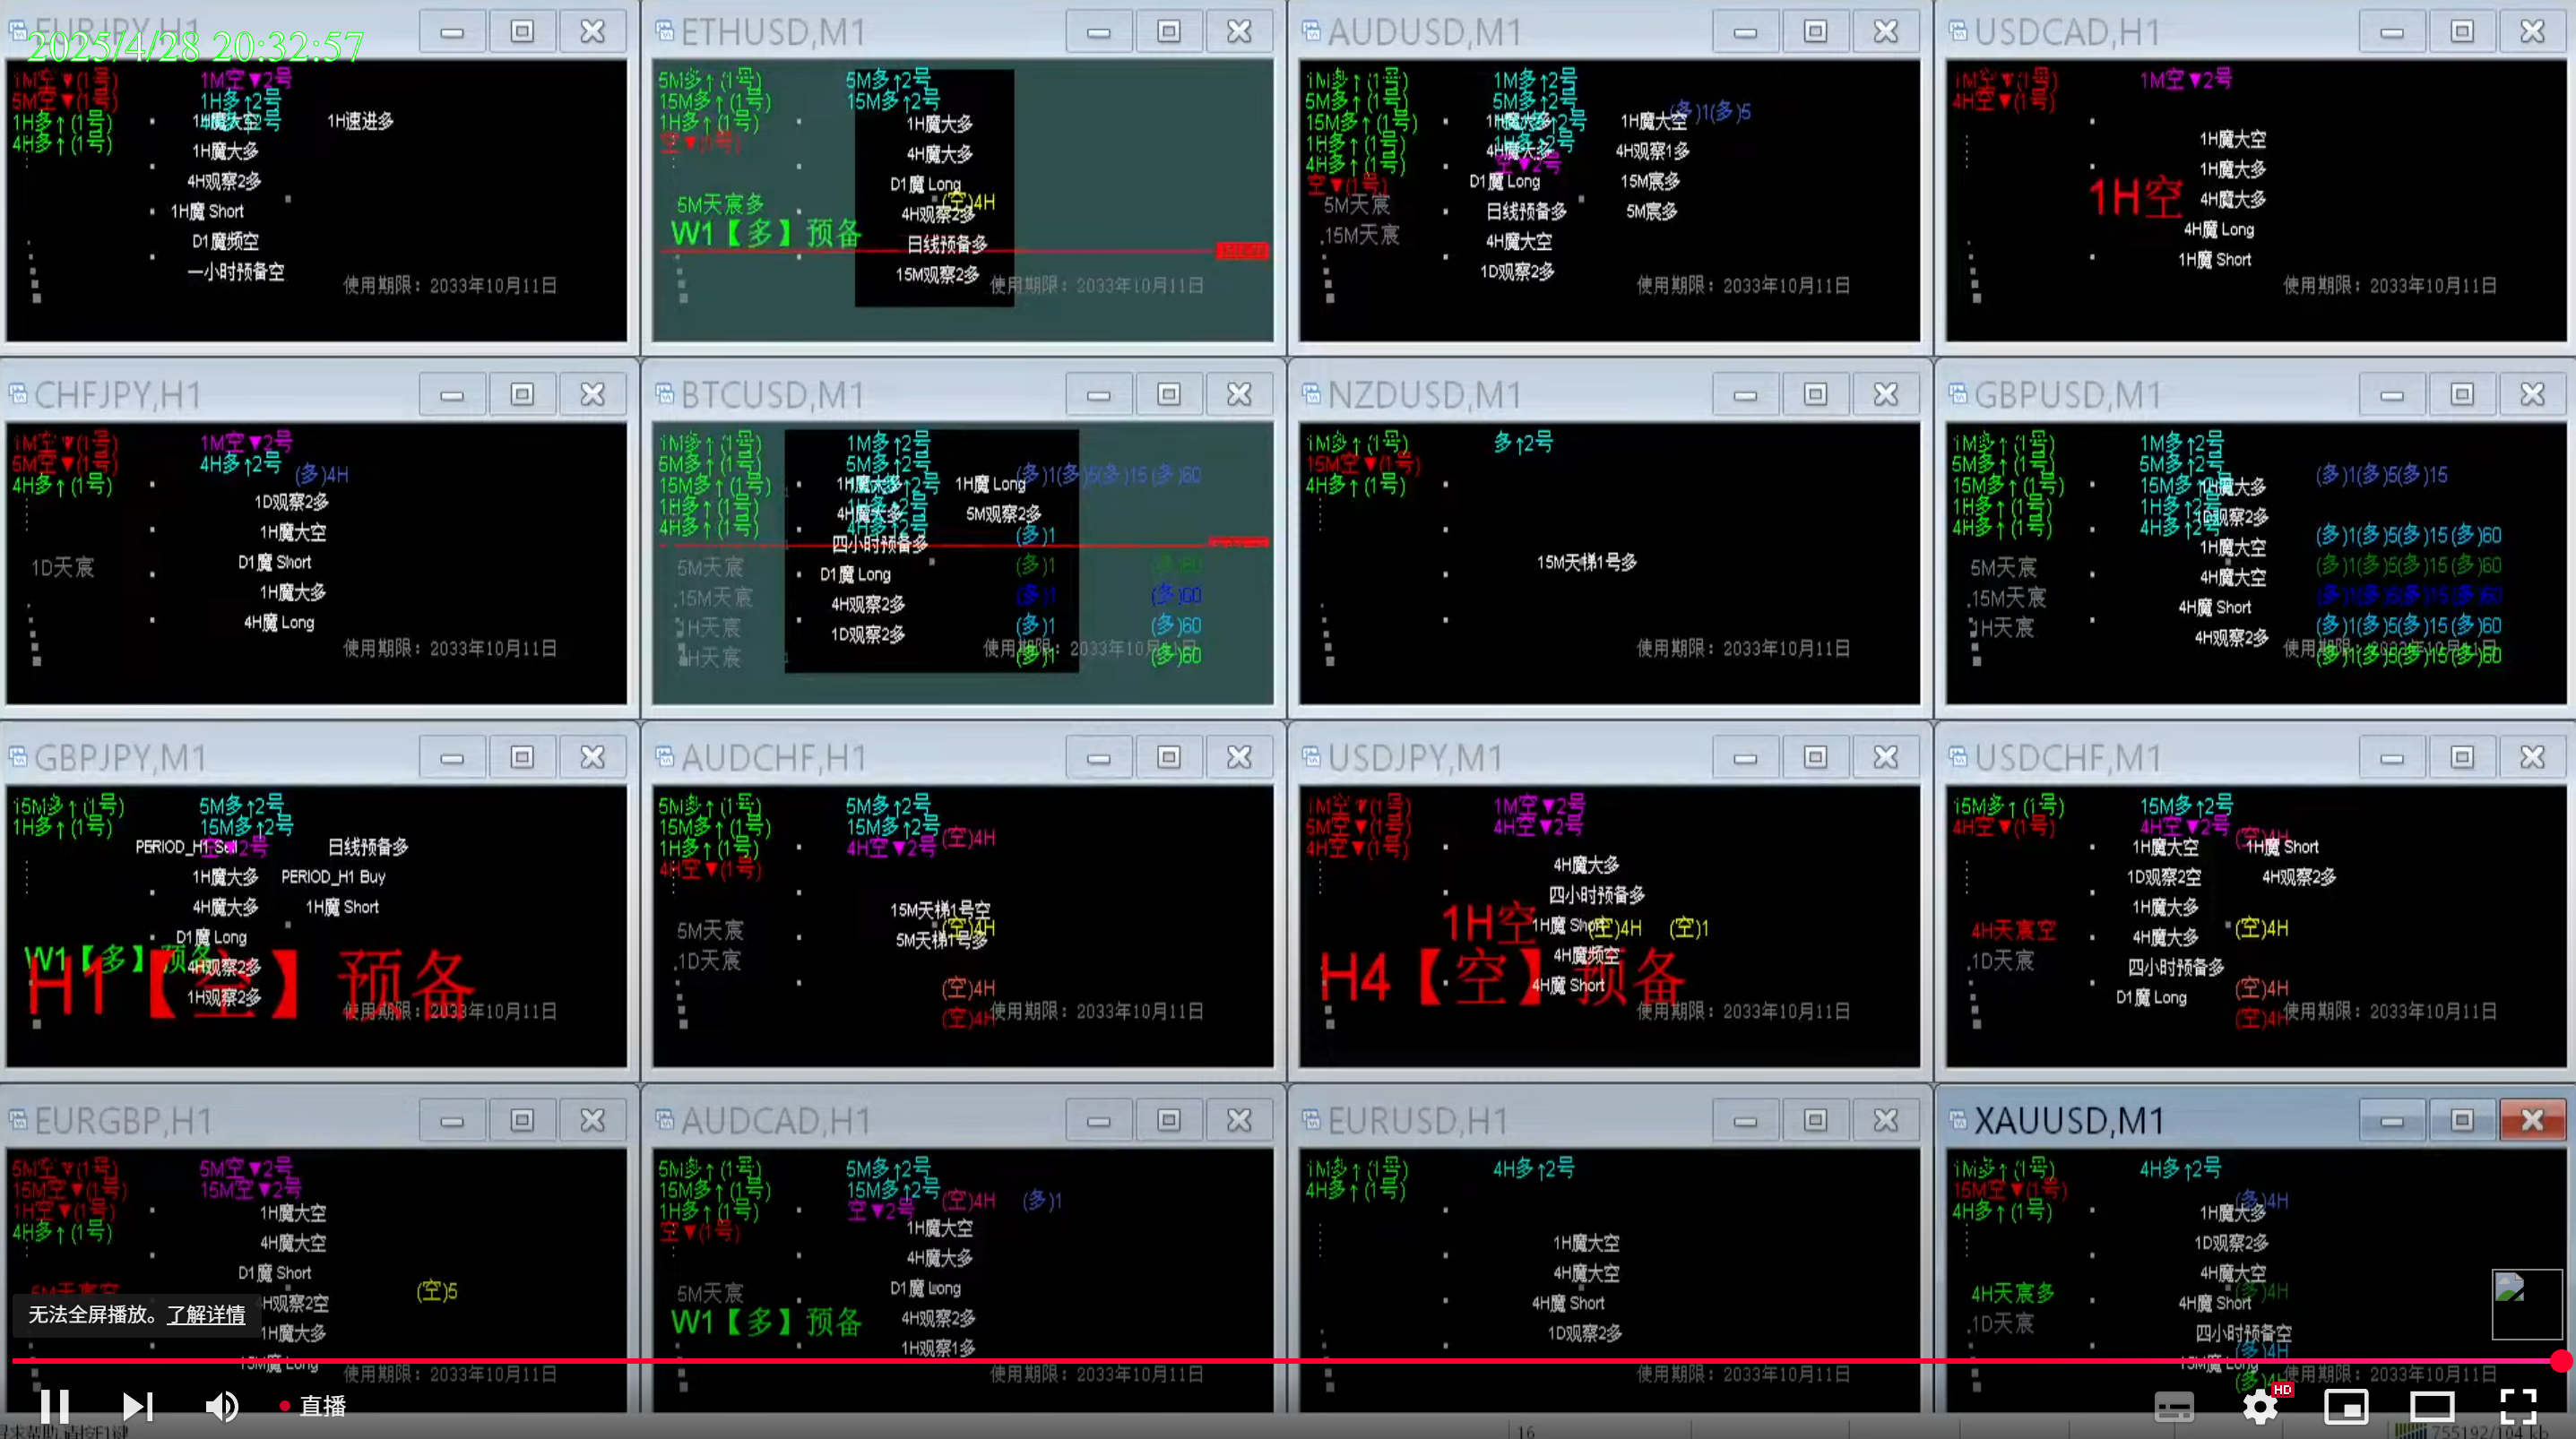 EURJPY,H1
2025/4/28 20:32:57
1M空▼(1号) 1M空▼2号
5M空▼(1号) 1H多↑2号
1H多↑(1号) 1H魔大空 1H速进多
4H多↑(1号)
1H魔大多
4H观察2多
1H魔 Short
D1魔频空
一小时预备空
使用期限：2033年10月11日
ETHUSD,M1
5M多↑(1号) 5M多↑2号
15M多↑(1号) 15M多↑2号
1H多↑(1号) 1H魔大多
空▼(1号)
4H魔大多
D1魔 Long
5M天宸多 (空)4H
4H观察2多
W1【多】预备
日线预备多
15M观察2多
使用期限：2033年10月11日
AUDUSD,M1
1M多↑(1号) 1M多↑2号
5M多↑(1号) 5M多↑2号 (多)1(多)5
15M多↑(1号) 1H魔大空
1H多↑(1号) 4H魔大多 4H观察1多
4H多↑(1号) 空▼2号
空▼(1号) D1魔 Long 15M宸多
5M天宸 日线预备多 5M宸多
15M天宸 4H魔大空
1D观察2多
使用期限：2033年10月11日
USDCAD,H1
1M空▼(1号) 1M空▼2号
4H空▼(1号)
1H魔大空
1H魔大多
1H空 4H魔大多
4H魔 Long
1H魔 Short
使用期限：2033年10月11日
CHFJPY,H1
1M空▼(1号) 1M空▼2号
5M空▼(1号) 4H多↑2号 (多)4H
4H多↑(1号)
1D观察2多
1H魔大空
1D天宸 D1魔 Short
1H魔大多
4H魔 Long
使用期限：2033年10月11日
BTCUSD,M1
1M多↑(1号) 1M多↑2号
5M多↑(1号) 5M多↑2号 (多)1(多)5(多)15(多)60
15M多↑(1号) 1H魔大多 1H魔 Long
1H多↑(1号) 4H魔大多 5M观察2多
4H多↑(1号) 4H多↑2号 (多)1
四小时预备多
5M天宸 D1魔 Long (多)1 (多)60
15M天宸 4H观察2多 (多)1 (多)60
1H天宸 1D观察2多 (多)1 (多)60
4H天宸 使用期限：2033年10月11日
(多)1 (多)60
NZDUSD,M1
1M多↑(1号) 多↑2号
15M空▼(1号)
4H多↑(1号)
15M天梯1号多
使用期限：2033年10月11日
GBPUSD,M1
1M多↑(1号) 1M多↑2号
5M多↑(1号) 5M多↑2号 (多)1(多)5(多)15
15M多↑(1号) 15M多↑2号 1H魔大多
1H多↑(1号) 1H多↑2号
4H多↑(1号) 4H多↑2号 (多)1(多)5(多)15(多)60
1H魔大空
5M天宸 4H魔大空 (多)1(多)5(多)15(多)60
15M天宸 4H魔 Short (多)1(多)5(多)15(多)60
1H天宸 4H观察2多 (多)1(多)5(多)15(多)60
使用期限：2033年10月11日
(多)1(多)5(多)15(多)60
GBPJPY,M1
15M多↑(1号) 5M多↑2号
1H多↑(1号) 15M多↑2号
PERIOD_H1 Sell 空▼2号 日线预备多
1H魔大多 PERIOD_H1 Buy
4H魔大多 1H魔 Short
D1魔 Long
W1【多】预备
4H观察2多
H1【空】预备
1H观察2多
使用期限：2033年10月11日
AUDCHF,H1
5M多↑(1号) 5M多↑2号
15M多↑(1号) 15M多↑2号 (空)4H
1H多↑(1号) 4H空▼2号
4H空▼(1号)
15M天梯1号空
5M天宸 (空)4H
5M天梯1号多
1D天宸
(空)4H
(空)4H
使用期限：2033年10月11日
USDJPY,M1
1M空▼(1号) 1M空▼2号
5M空▼(1号) 4H空▼2号
4H空▼(1号)
4H魔大多
四小时预备多
1H空 1H魔 Short (空)4H (空)1
4H魔频空
H4【空】预备
4H魔 Short
使用期限：2033年10月11日
USDCHF,M1
15M多↑(1号) 15M多↑2号
4H空▼(1号) 4H空▼2号 (空)4H
1H魔大空 1H魔 Short
1D观察2空 4H观察2多
1H魔大多
4H天宸空 4H魔大多 (空)4H
1D天宸 四小时预备多
D1魔 Long (空)4H
(空)4H
使用期限：2033年10月11日
EURGBP,H1
5M空▼(1号) 5M空▼2号
15M空▼(1号) 15M空▼2号
1H空▼(1号) 1H魔大空
4H多↑(1号)
4H魔大空
D1魔 Short
5M天宸空 (空)5
4H观察2空
无法全屏播放。了解详情
1H魔大多
15M魔 Long
使用期限：2033年10月11日
AUDCAD,H1
5M多↑(1号) 5M多↑2号
15M多↑(1号) 15M多↑2号 (空)4H (多)1
1H多↑(1号) 空▼2号
空▼(1号) 1H魔大空
4H魔大多
5M天宸 D1魔 Long
W1【多】预备 4H观察2多
1H观察1多
使用期限：2033年10月11日
EURUSD,H1
1M多↑(1号) 4H多↑2号
4H多↑(1号)
1H魔大空
4H魔大空
4H魔 Short
1D观察2多
使用期限：2033年10月11日
XAUUSD,M1
1M多↑(1号) 4H多↑2号
15M空▼(1号) (多)4H
4H多↑(1号) 1H魔大多
1D观察2多
4H魔大空
4H天宸多 (多)4H
4H魔 Short
1D天宸 四小时预备空
(多)4H
15M魔 Long
(多)4H
使用期限：2033年10月11日
直播
HD
16
755192/104 kb